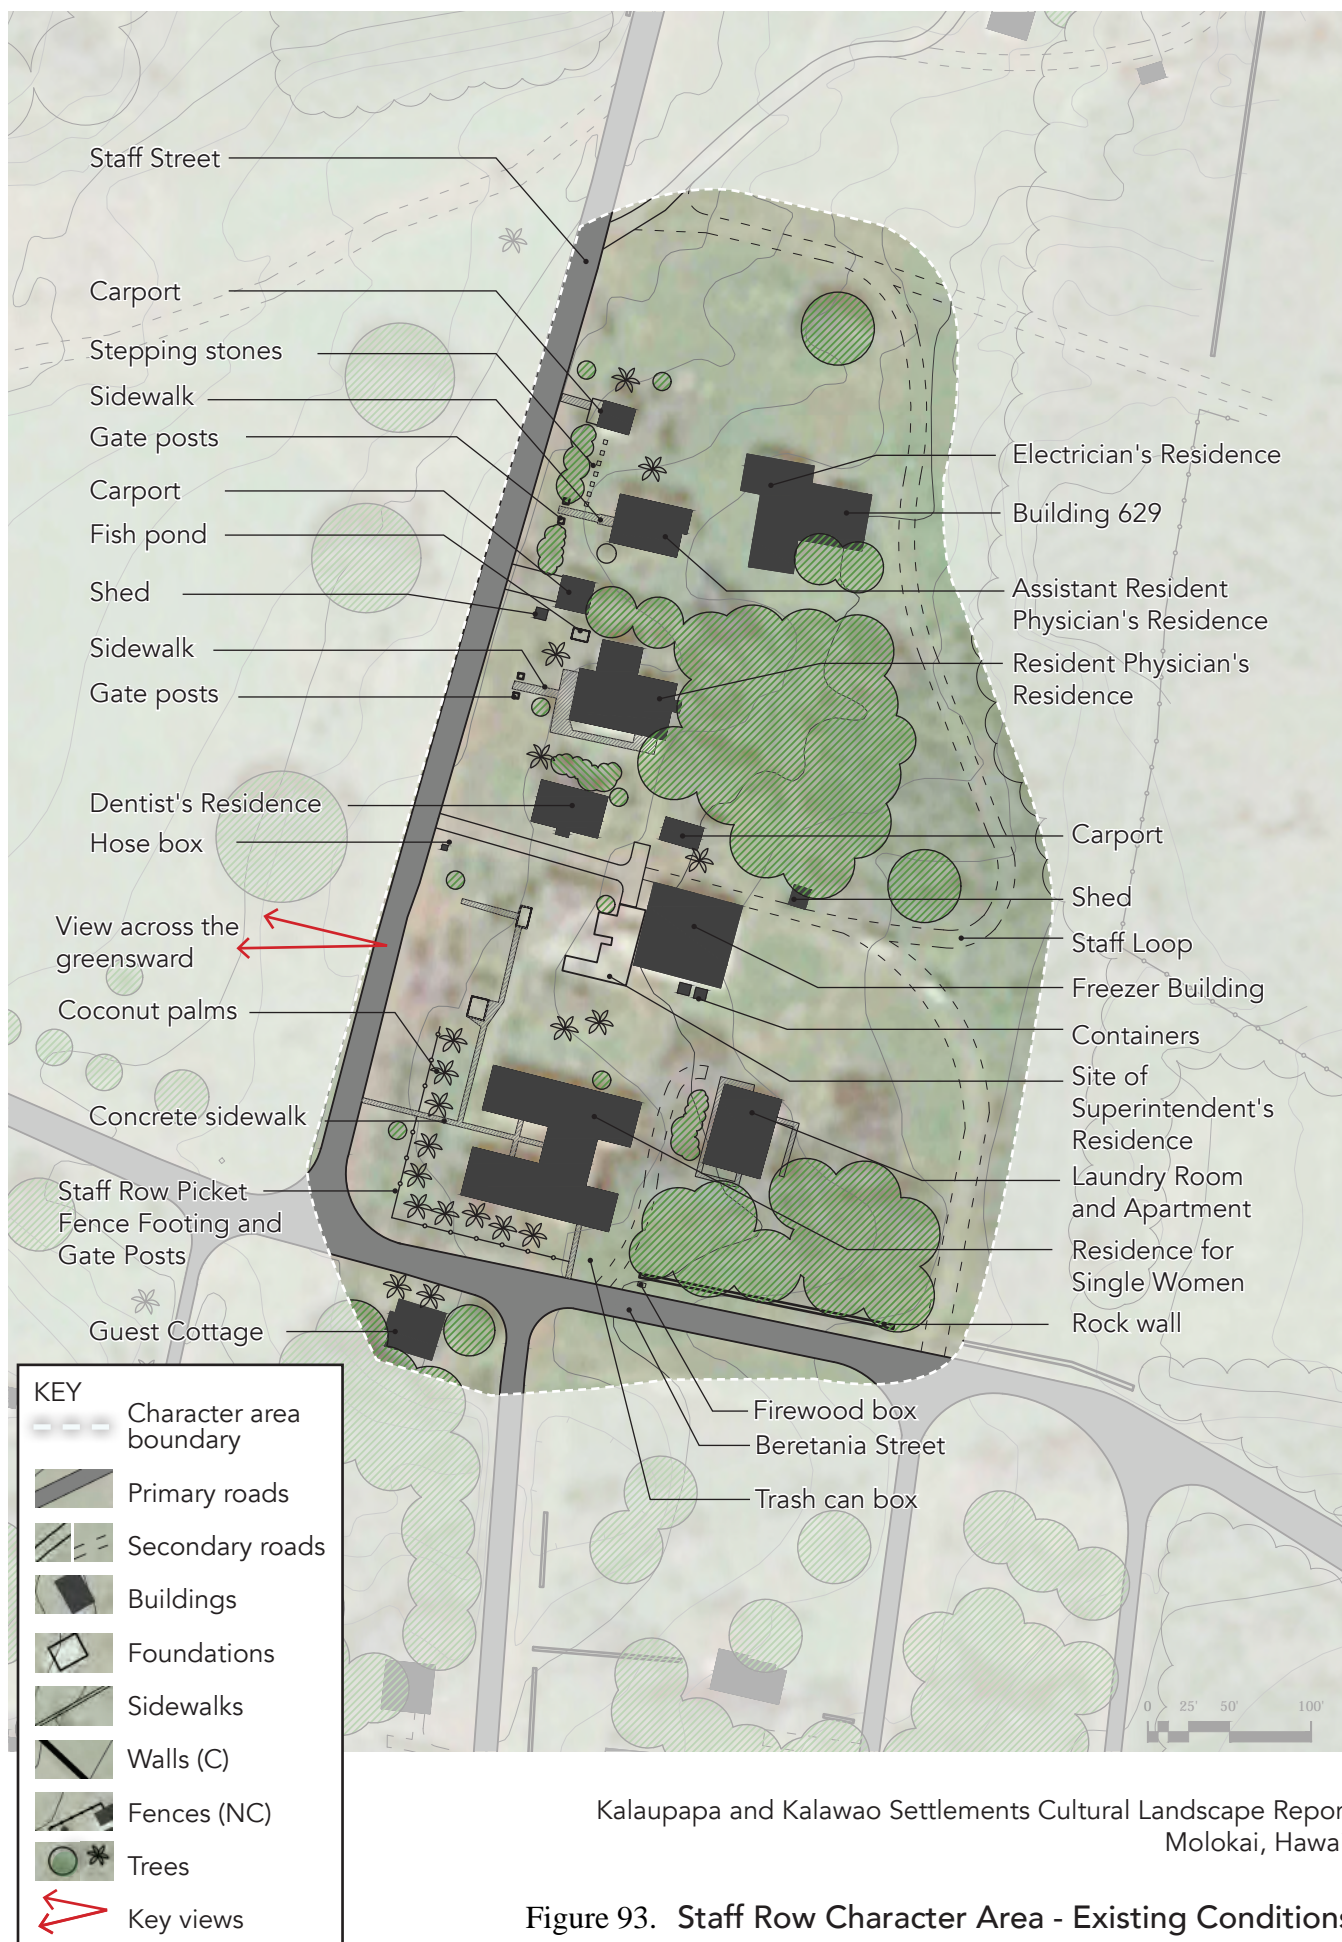 Staff Street
Carport
Stepping stones
Sidewalk
Gate posts
Carport
Fish pond
Shed
Sidewalk
Gate posts
Dentist's Residence
Hose box
View across the
greensward
Coconut palms
Concrete sidewalk
Staff Row Picket
Fence Footing and
Gate Posts
Guest Cottage
Electrician's Residence
Building 629
Assistant Resident
Physician's Residence
Resident Physician's
Residence
Carport
Shed
Staff Loop
Freezer Building
Containers
Site of
Superintendent's
Residence
Laundry Room
and Apartment
Residence for
Single Women
Rock wall
Firewood box
Beretania Street
Trash can box
KEY
Character area
boundary
Primary roads
Secondary roads
Buildings
Foundations
Sidewalks
Walls (C)
Fences (NC)
Trees
Key views
0 25' 50' 100'
Kalaupapa and Kalawao Settlements Cultural Landscape Repor
Molokai, Hawa
Figure 93. Staff Row Character Area - Existing Conditions